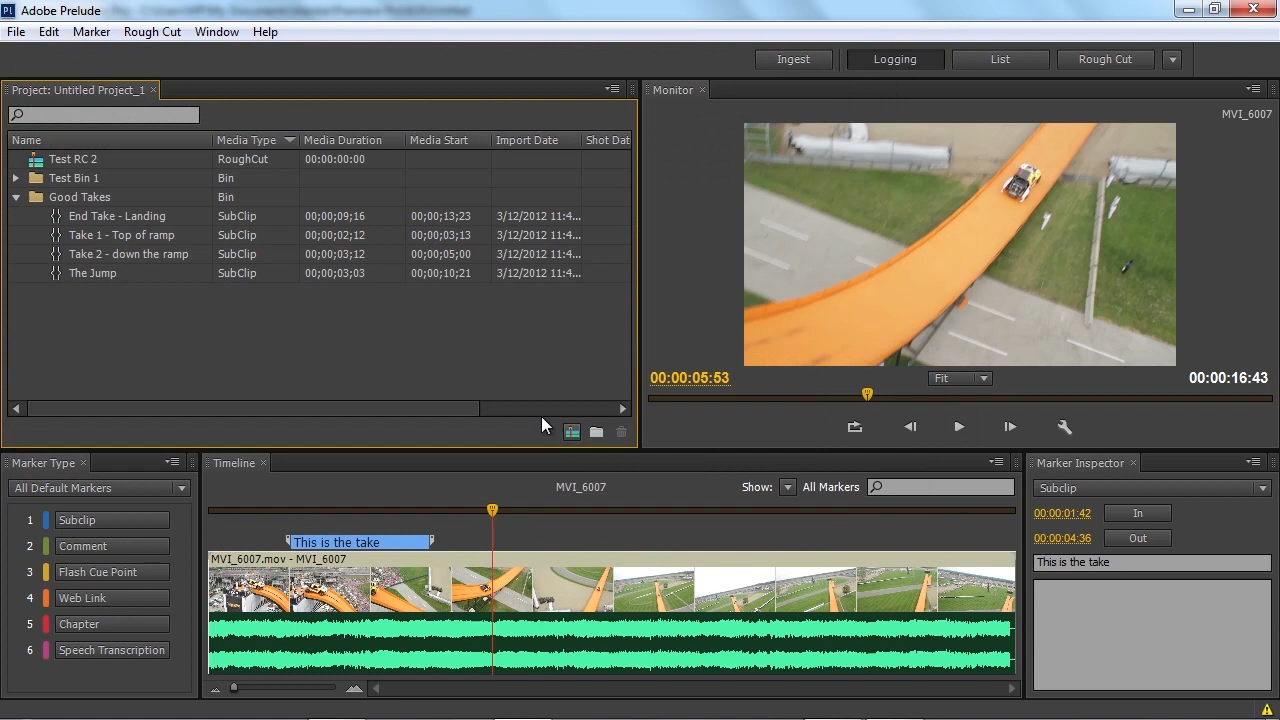 Pl Adobe Prelude
File Edit Marker Rough Cut Window Help
Ingest Logging List Rough Cut
Project: Untitled Project_1
Name Media Type Media Duration Media Start Import Date Shot Dat
Test RC 2 RoughCut 00:00:00:00
Test Bin 1 Bin
Good Takes Bin
End Take - Landing SubClip 00;00;09;16 00;00;13;23 3/12/2012 11:4...
Take 1 - Top of ramp SubClip 00;00;02;12 00;00;03;13 3/12/2012 11:4...
Take 2 - down the ramp SubClip 00;00;03;12 00;00;05;00 3/12/2012 11:4...
The Jump SubClip 00;00;03;03 00;00;10;21 3/12/2012 11:4...
Monitor
MVI_6007
00:00:05:53 Fit 00:00:16:43
Marker Type
All Default Markers
1 Subclip
2 Comment
3 Flash Cue Point
4 Web Link
5 Chapter
6 Speech Transcription
Timeline
MVI_6007 Show: All Markers
This is the take
MVI_6007.mov - MVI_6007
Marker Inspector
Subclip
00:00:01:42 In
00:00:04:36 Out
This is the take